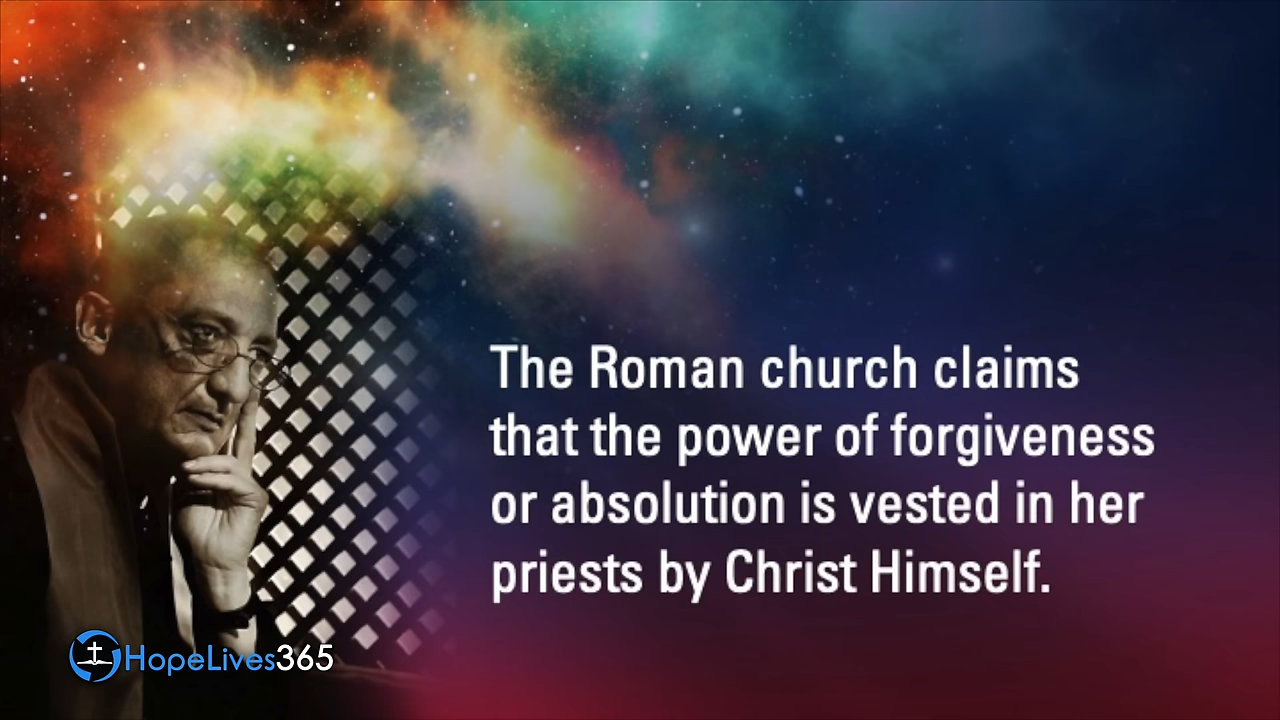 The Roman church claims
that the power of forgiveness
or absolution is vested in her
priests by Christ Himself.
HopeLives365